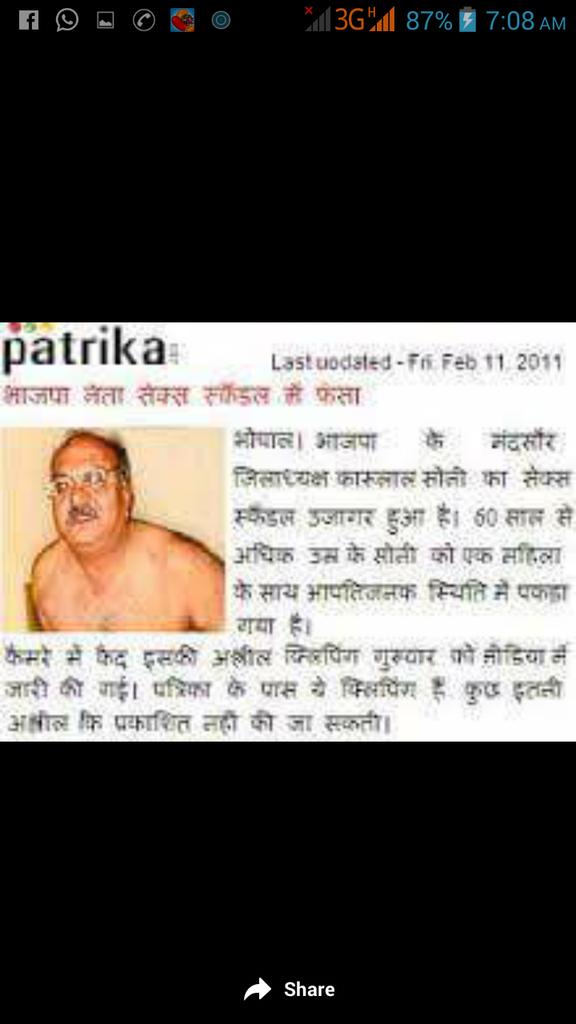 3G H 87% 7:08 AM
patrika
Last uodated - Fri, Feb 11, 2011
भाजपा नेता सेक्स स्कैंडल में फंसा
भोपाल। भाजपा के मंदसौर
जिलाध्यक्ष कारूलाल सोनी का सेक्स
स्कैंडल उजागर हुआ है। 60 साल से
अधिक उम्र के सोनी को एक महिला
के साथ आपतिजनक स्थिति में पकड़ा
गया है।
कैमरे में कैद इसकी अश्लील क्लिपिंग गुरूवार को मीडिया में
जारी की गई। पत्रिका के पास ये क्लिपिंग हैं, कुछ इतनी
अश्लील कि प्रकाशित नहीं की जा सकती।
Share